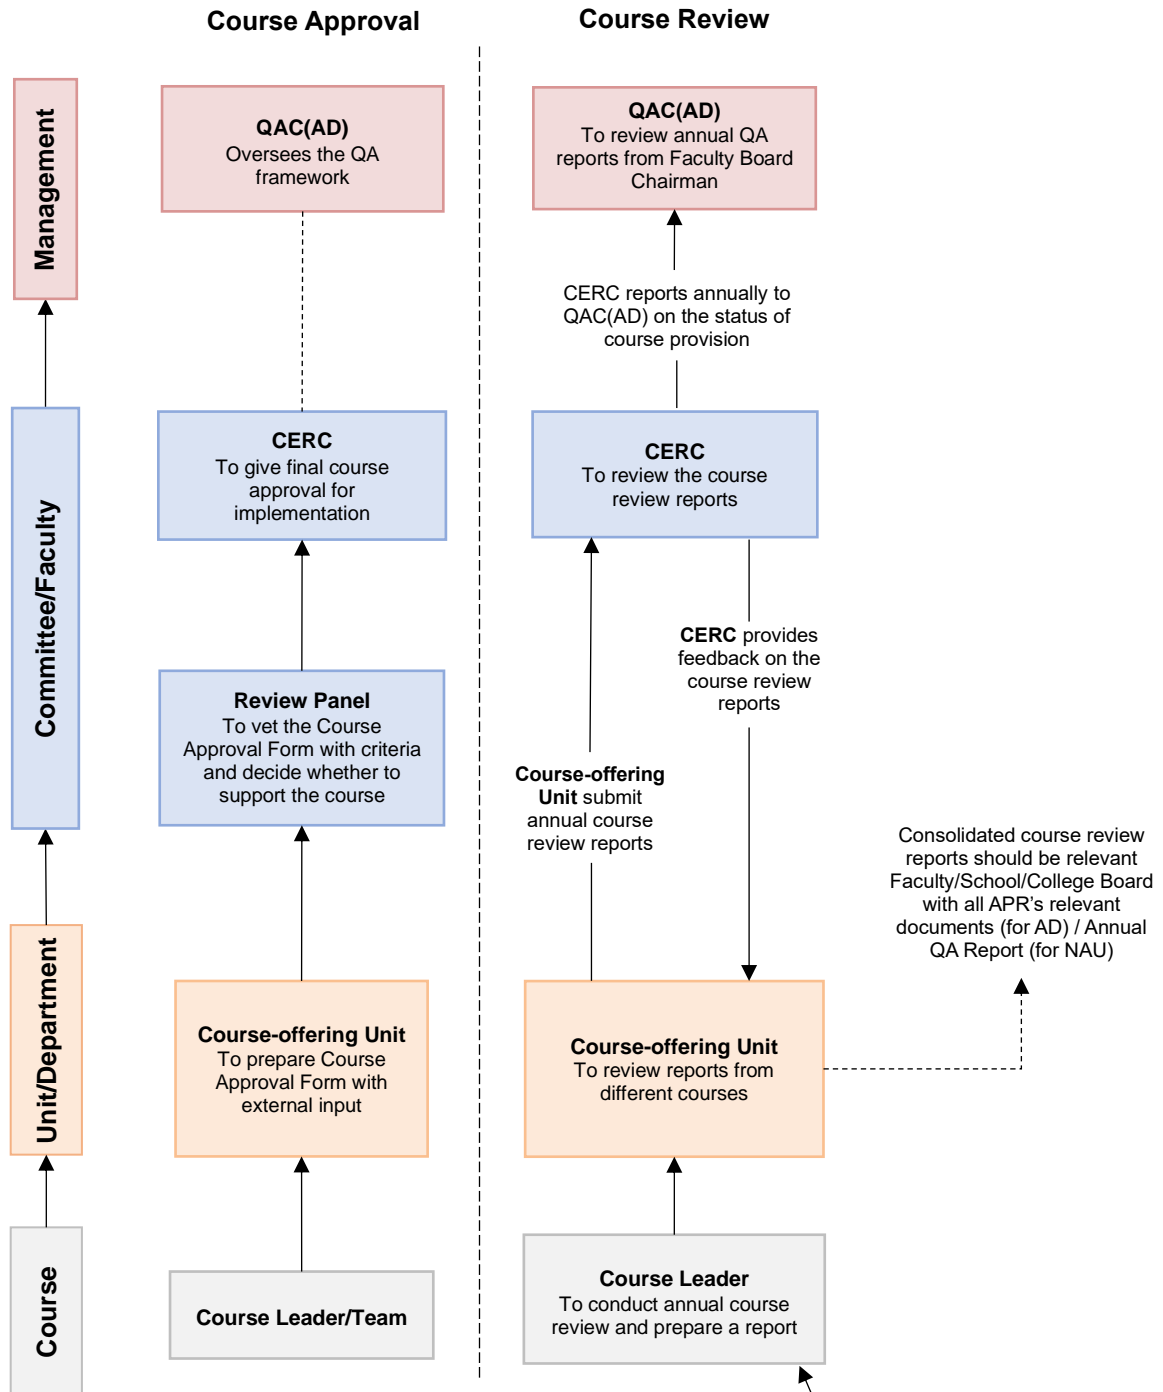 Course Approval
Course Review
Management
Committee/Faculty
Unit/Department
Course
QAC(AD)
Oversees the QA
framework
CERC
To give final course
approval for
implementation
Review Panel
To vet the Course
Approval Form with criteria
and decide whether to
support the course
Course-offering Unit
To prepare Course
Approval Form with
external input
Course Leader/Team
QAC(AD)
To review annual QA
reports from Faculty Board
Chairman
CERC reports annually to
QAC(AD) on the status of
course provision
CERC
To review the course
review reports
CERC provides
feedback on the
course review
reports
Course-offering
Unit submit
annual course
review reports
Consolidated course review
reports should be relevant
Faculty/School/College Board
with all APR’s relevant
documents (for AD) / Annual
QA Report (for NAU)
Course-offering Unit
To review reports from
different courses
Course Leader
To conduct annual course
review and prepare a report